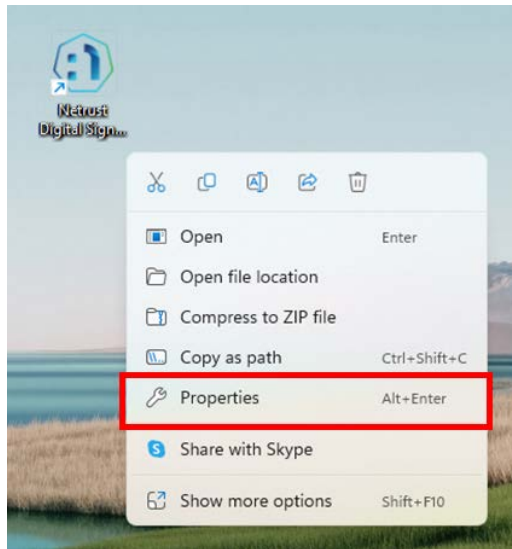 Netrust
Digital Sign...
Open Enter
Open file location
Compress to ZIP file
Copy as path Ctrl+Shift+C
Properties Alt+Enter
Share with Skype
Show more options Shift+F10